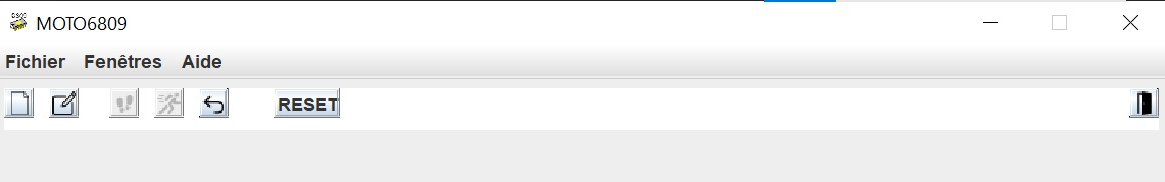 MOTO6809
Fichier Fenêtres Aide
RESET